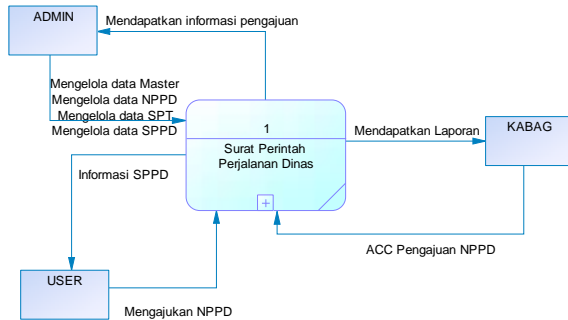 ADMIN
Mendapatkan informasi pengajuan
Mengelola data Master
Mengelola data NPPD
Mengelola data SPT
Mengelola data SPPD
1
Surat Perintah
Perjalanan Dinas
Mendapatkan Laporan
KABAG
Informasi SPPD
ACC Pengajuan NPPD
USER
Mengajukan NPPD